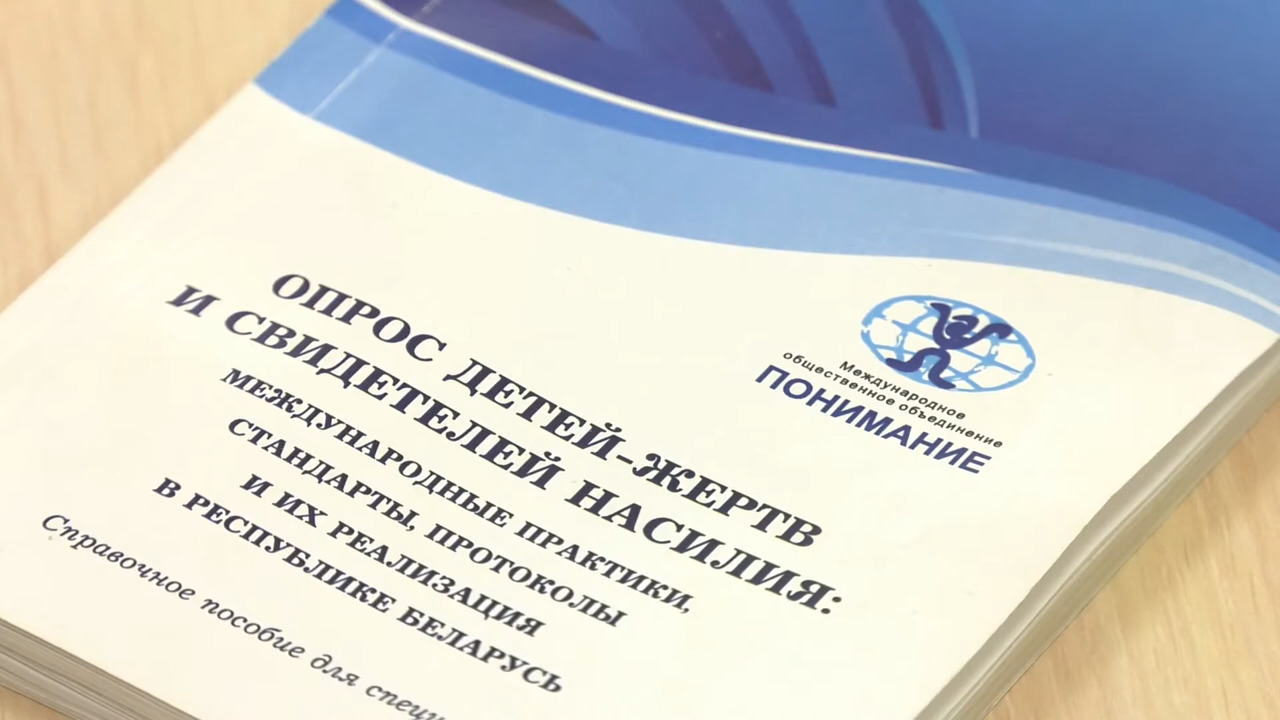 Международное
общественное объединение
ПОНИМАНИЕ
ОПРОС ДЕТЕЙ-ЖЕРТВ
И СВИДЕТЕЛЕЙ НАСИЛИЯ:
МЕЖДУНАРОДНЫЕ ПРАКТИКИ,
СТАНДАРТЫ, ПРОТОКОЛЫ
И ИХ РЕАЛИЗАЦИЯ
В РЕСПУБЛИКЕ БЕЛАРУСЬ
Справочное пособие для